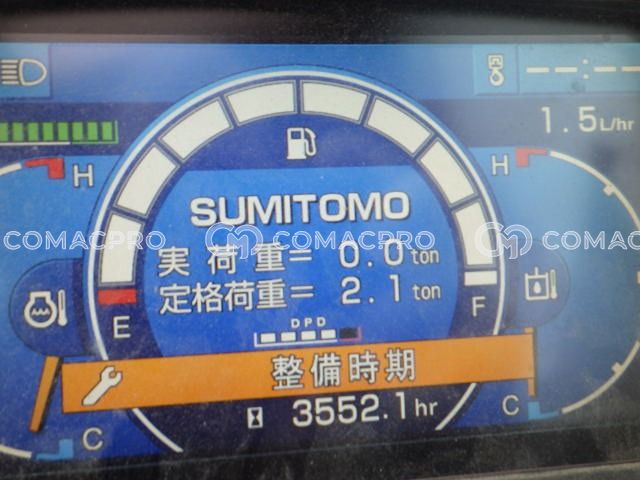 --:--
1.5L/hr
H
H
SUMITOMO
COMACPRO COMACPRO COMACPRO
実荷重= 0.0ton
定格荷重= 2.1ton
E
F
DPD
整備時期
C
3552.1hr
C